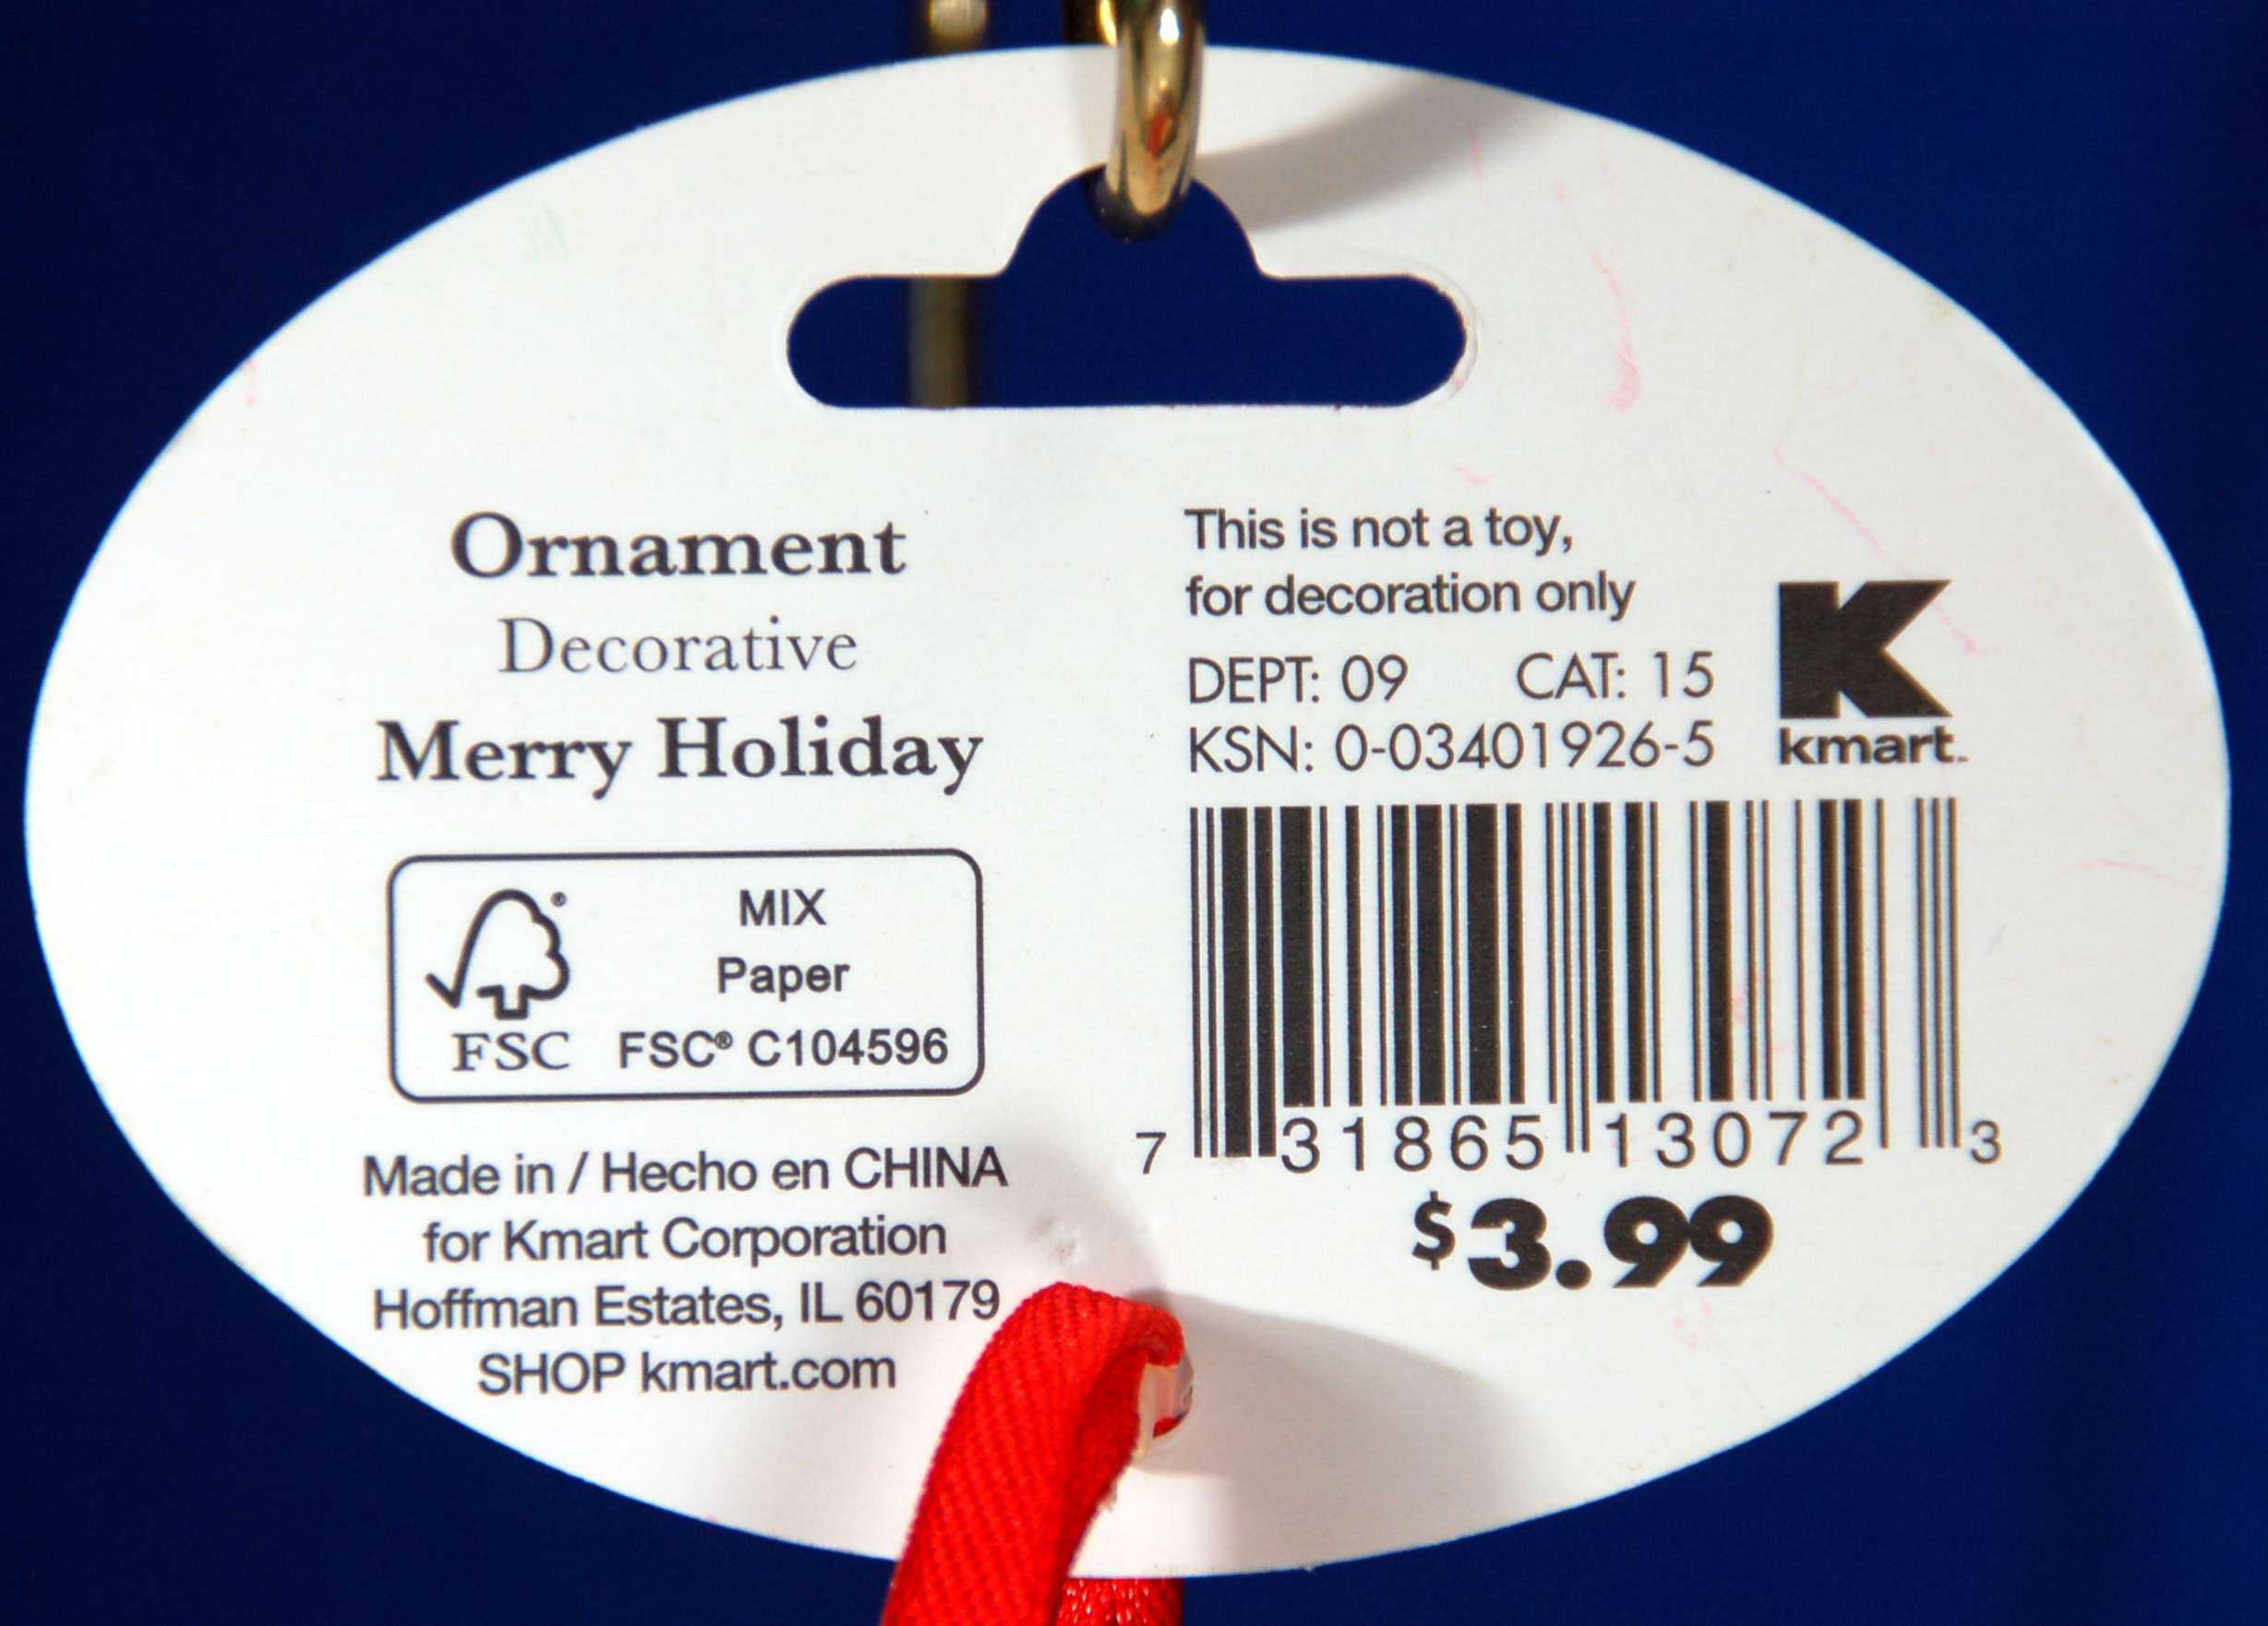 Ornament
Decorative
Merry Holiday
MIX
Paper
FSC® C104596
FSC
®
Made in / Hecho en CHINA
for Kmart Corporation
Hoffman Estates, IL 60179
SHOP kmart.com
This is not a toy,
for decoration only
DEPT: 09 CAT: 15
KSN: 0-03401926-5
K
kmart.
7 31865 13072 3
$3.99